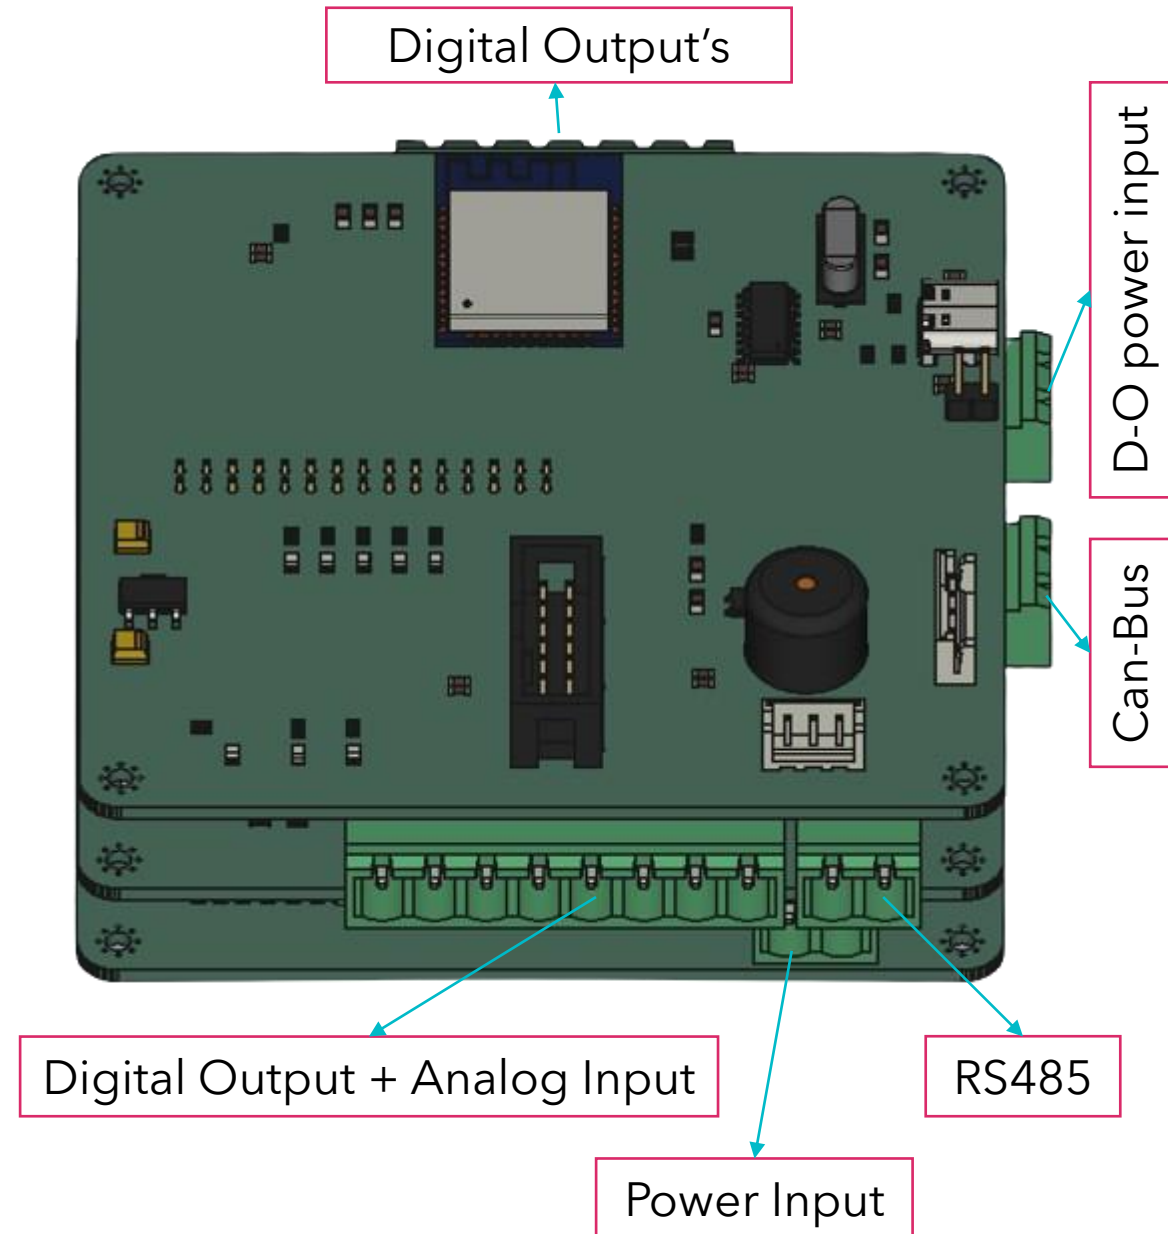 Digital Output's
D-O power input
Can-Bus
Digital Output + Analog Input
RS485
Power Input